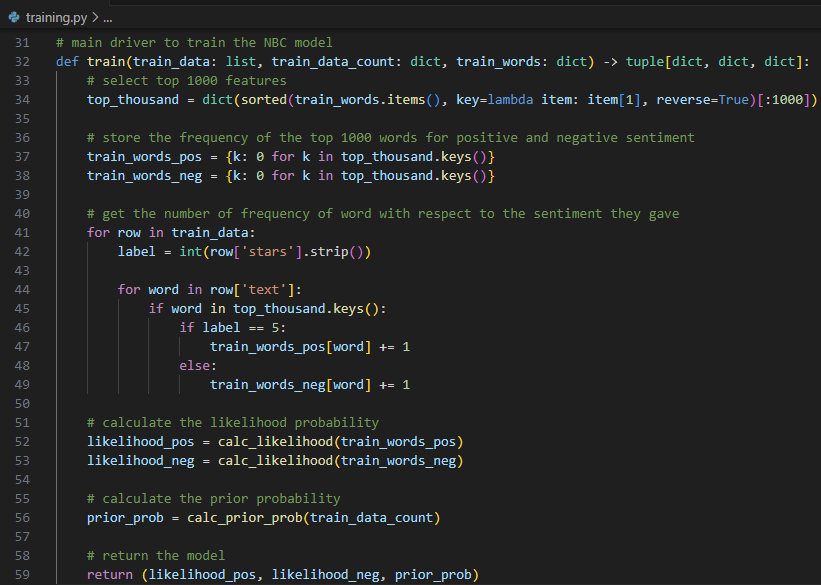 training.py > ...
31 # main driver to train the NBC model
32 def train(train_data: list, train_data_count: dict, train_words: dict) -> tuple[dict, dict, dict]:
33     # select top 1000 features
34     top_thousand = dict(sorted(train_words.items(), key=lambda item: item[1], reverse=True)[:1000])
35
36     # store the frequency of the top 1000 words for positive and negative sentiment
37     train_words_pos = {k: 0 for k in top_thousand.keys()}
38     train_words_neg = {k: 0 for k in top_thousand.keys()}
39
40     # get the number of frequency of word with respect to the sentiment they gave
41     for row in train_data:
42         label = int(row['stars'].strip())
43
44         for word in row['text']:
45             if word in top_thousand.keys():
46                 if label == 5:
47                     train_words_pos[word] += 1
48                 else:
49                     train_words_neg[word] += 1
50
51     # calculate the likelihood probability
52     likelihood_pos = calc_likelihood(train_words_pos)
53     likelihood_neg = calc_likelihood(train_words_neg)
54
55     # calculate the prior probability
56     prior_prob = calc_prior_prob(train_data_count)
57
58     # return the model
59     return (likelihood_pos, likelihood_neg, prior_prob)